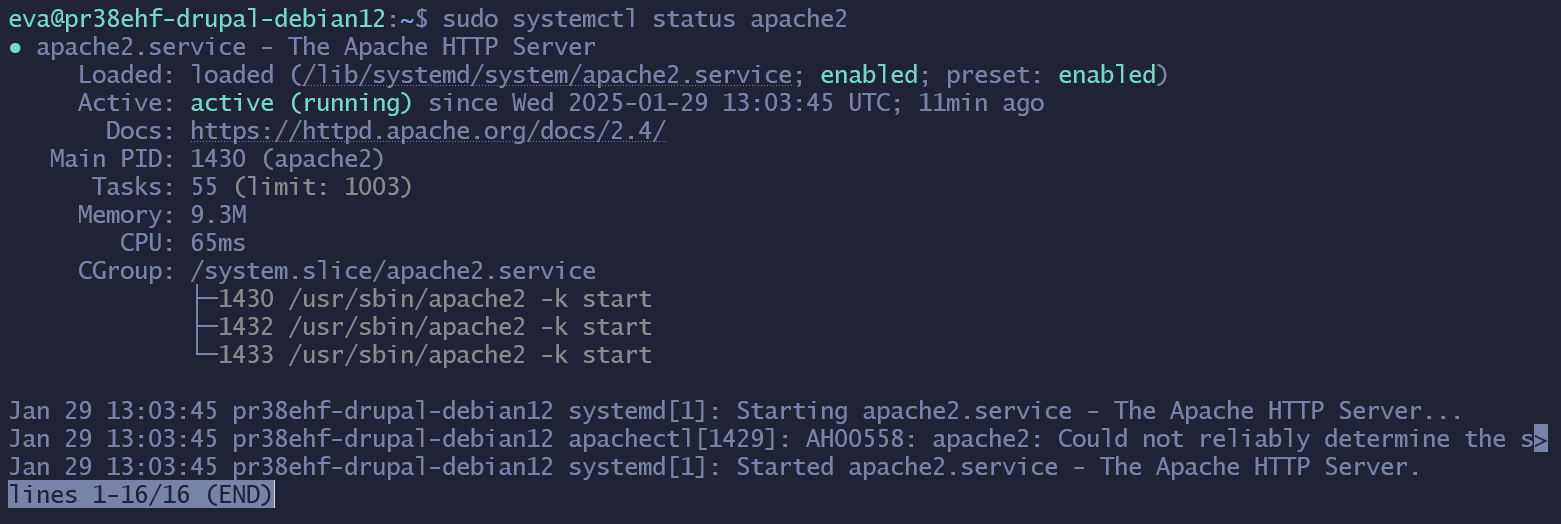 eva@pr38ehf-drupal-debian12:~$ sudo systemctl status apache2
● apache2.service - The Apache HTTP Server
     Loaded: loaded (/lib/systemd/system/apache2.service; enabled; preset: enabled)
     Active: active (running) since Wed 2025-01-29 13:03:45 UTC; 11min ago
       Docs: https://httpd.apache.org/docs/2.4/
   Main PID: 1430 (apache2)
      Tasks: 55 (limit: 1003)
     Memory: 9.3M
        CPU: 65ms
     CGroup: /system.slice/apache2.service
             ├─1430 /usr/sbin/apache2 -k start
             ├─1432 /usr/sbin/apache2 -k start
             └─1433 /usr/sbin/apache2 -k start

Jan 29 13:03:45 pr38ehf-drupal-debian12 systemd[1]: Starting apache2.service - The Apache HTTP Server...
Jan 29 13:03:45 pr38ehf-drupal-debian12 apachectl[1429]: AH00558: apache2: Could not reliably determine the s>
Jan 29 13:03:45 pr38ehf-drupal-debian12 systemd[1]: Started apache2.service - The Apache HTTP Server.
lines 1-16/16 (END)